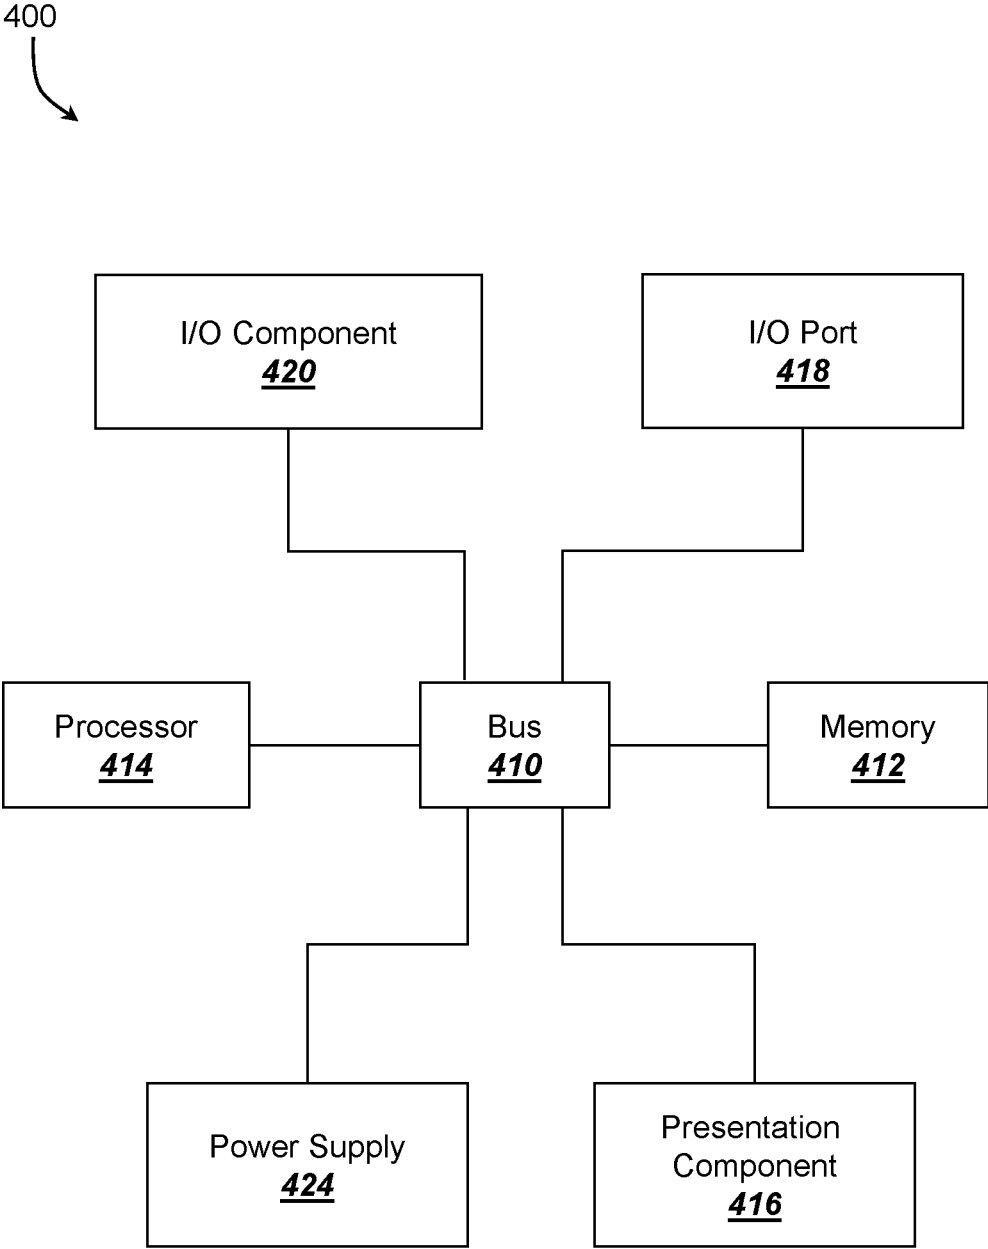 400
I/O Component
420
I/O Port
418
Processor
414
Bus
410
Memory
412
Power Supply
424
Presentation
Component
416